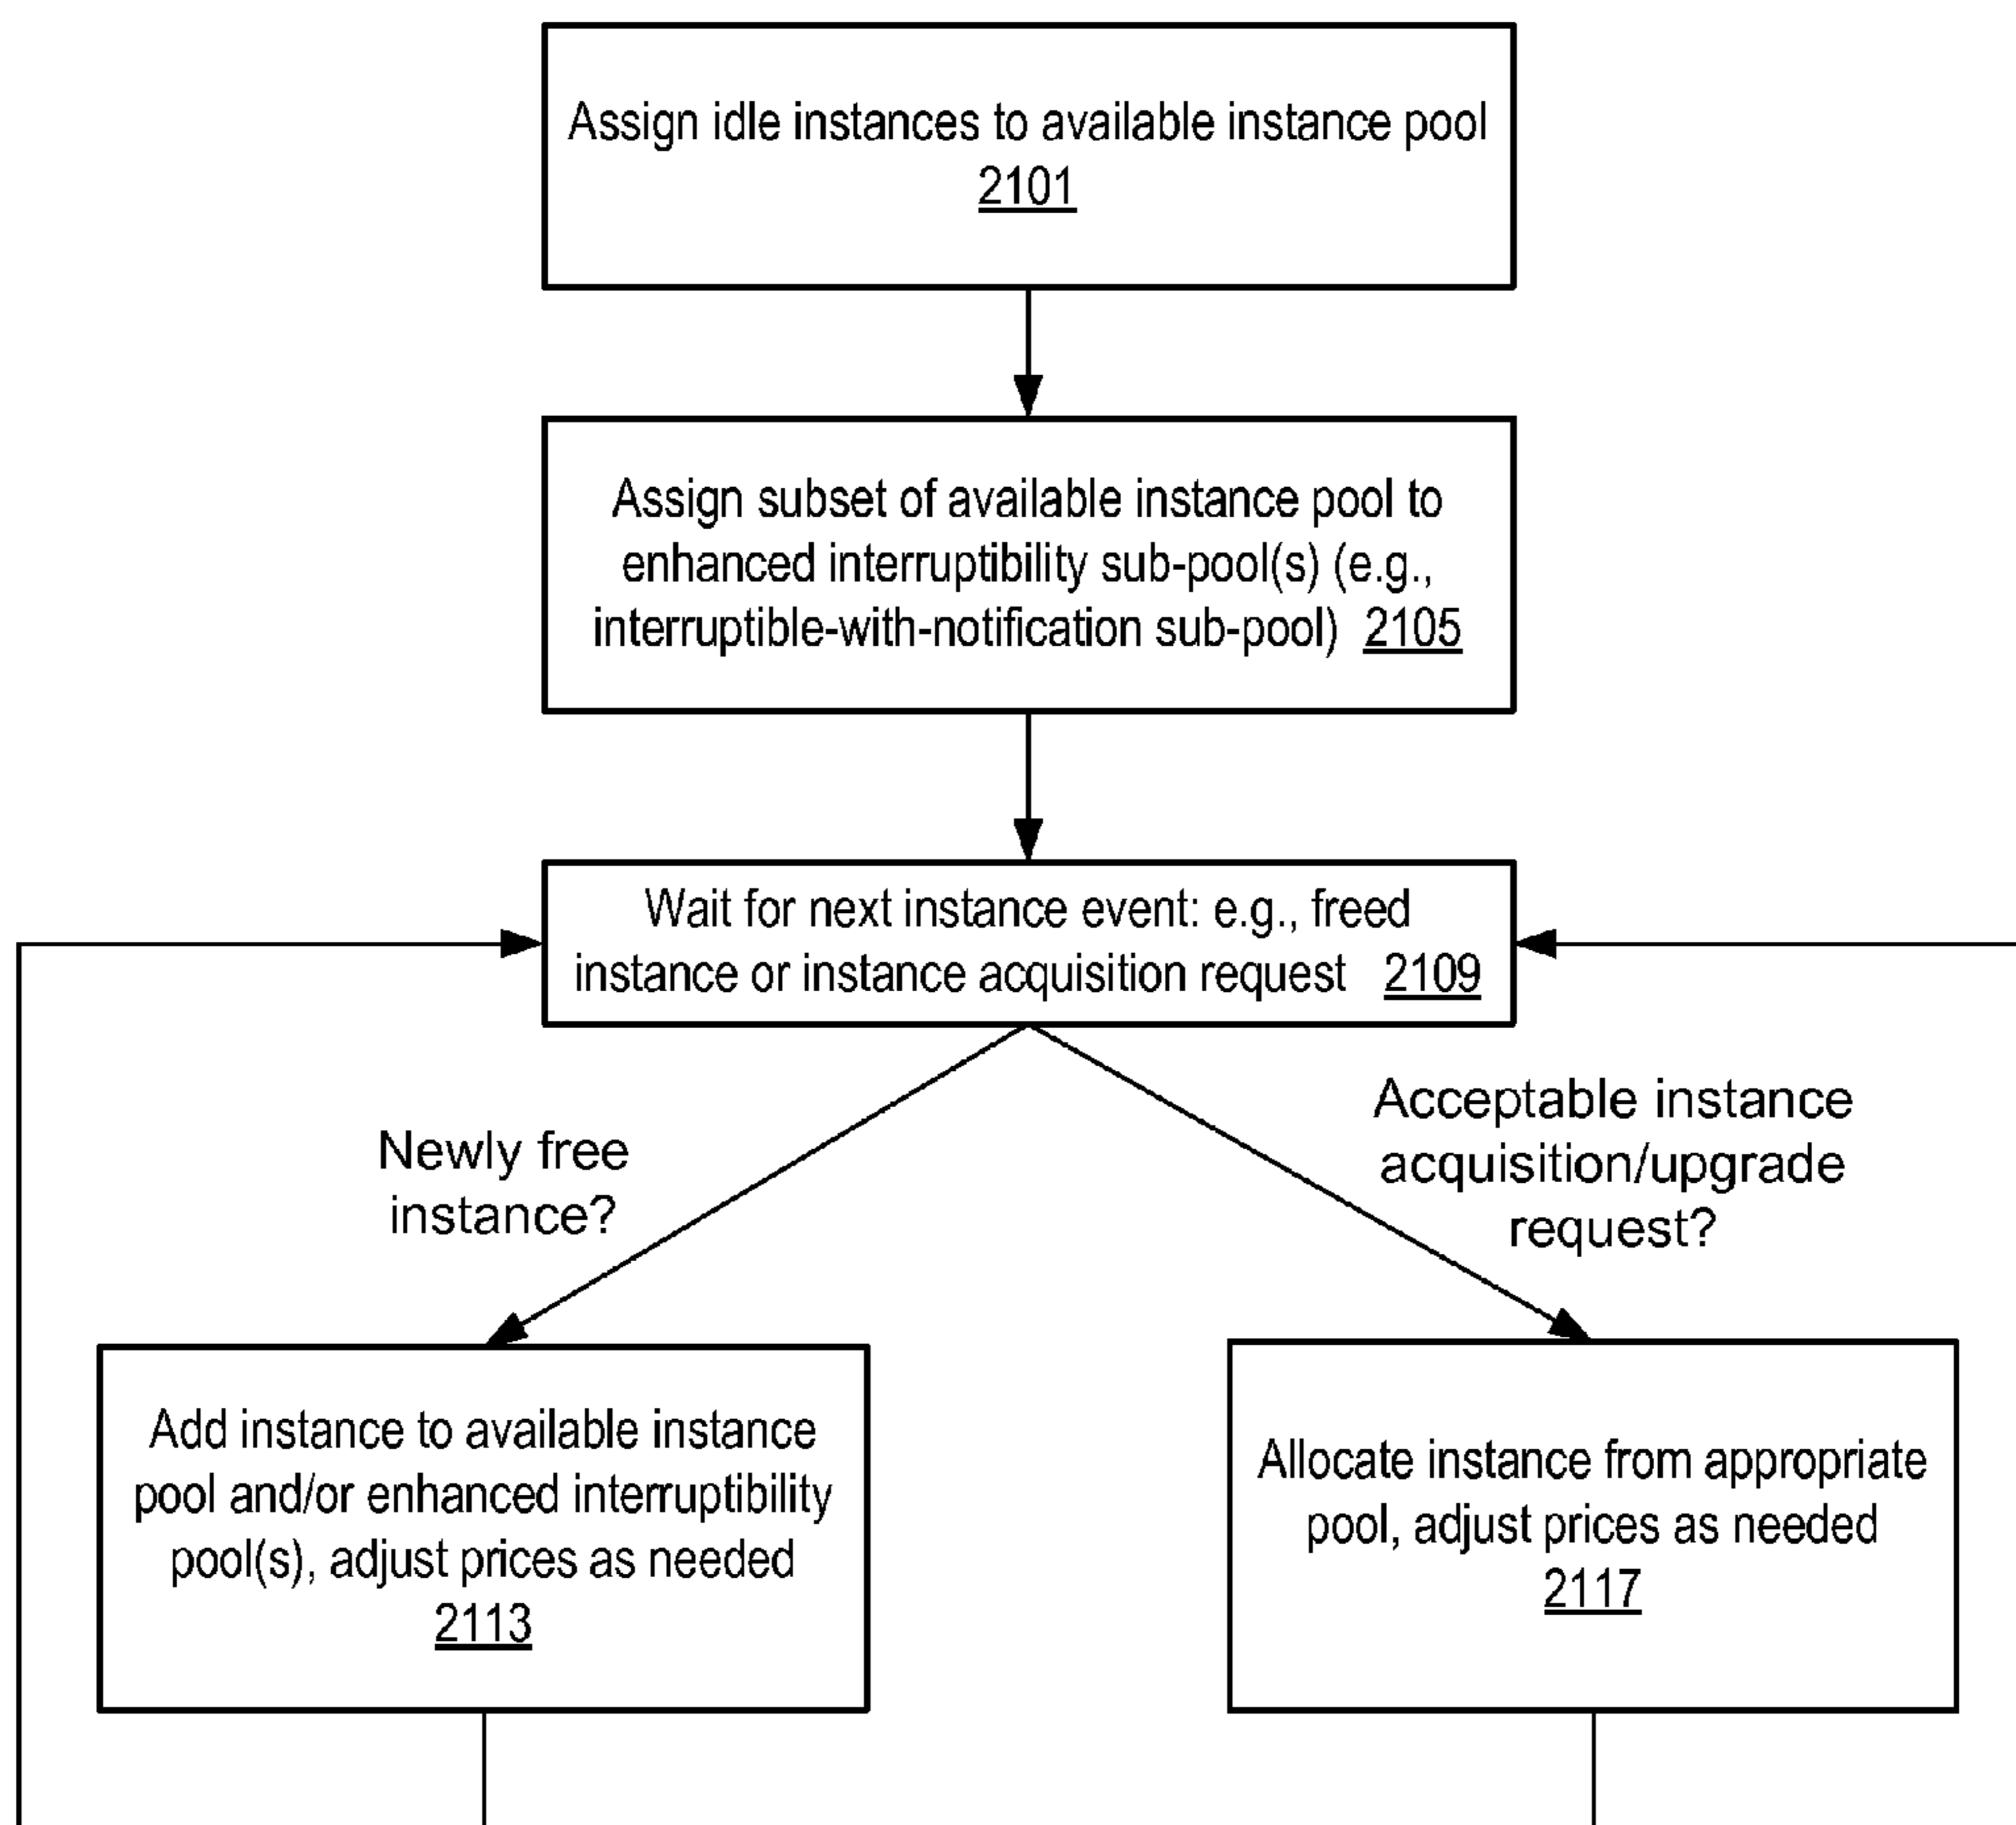 Assign idle instances to available instance pool
2101
Assign subset of available instance pool to
enhanced interruptibility sub-pool(s) (e.g.,
interruptible-with-notification sub-pool) 2105
Wait for next instance event: e.g., freed
instance or instance acquisition request 2109
Newly free
instance?
Acceptable instance
acquisition/upgrade
request?
Add instance to available instance
pool and/or enhanced interruptibility
pool(s), adjust prices as needed
2113
Allocate instance from appropriate
pool, adjust prices as needed
2117